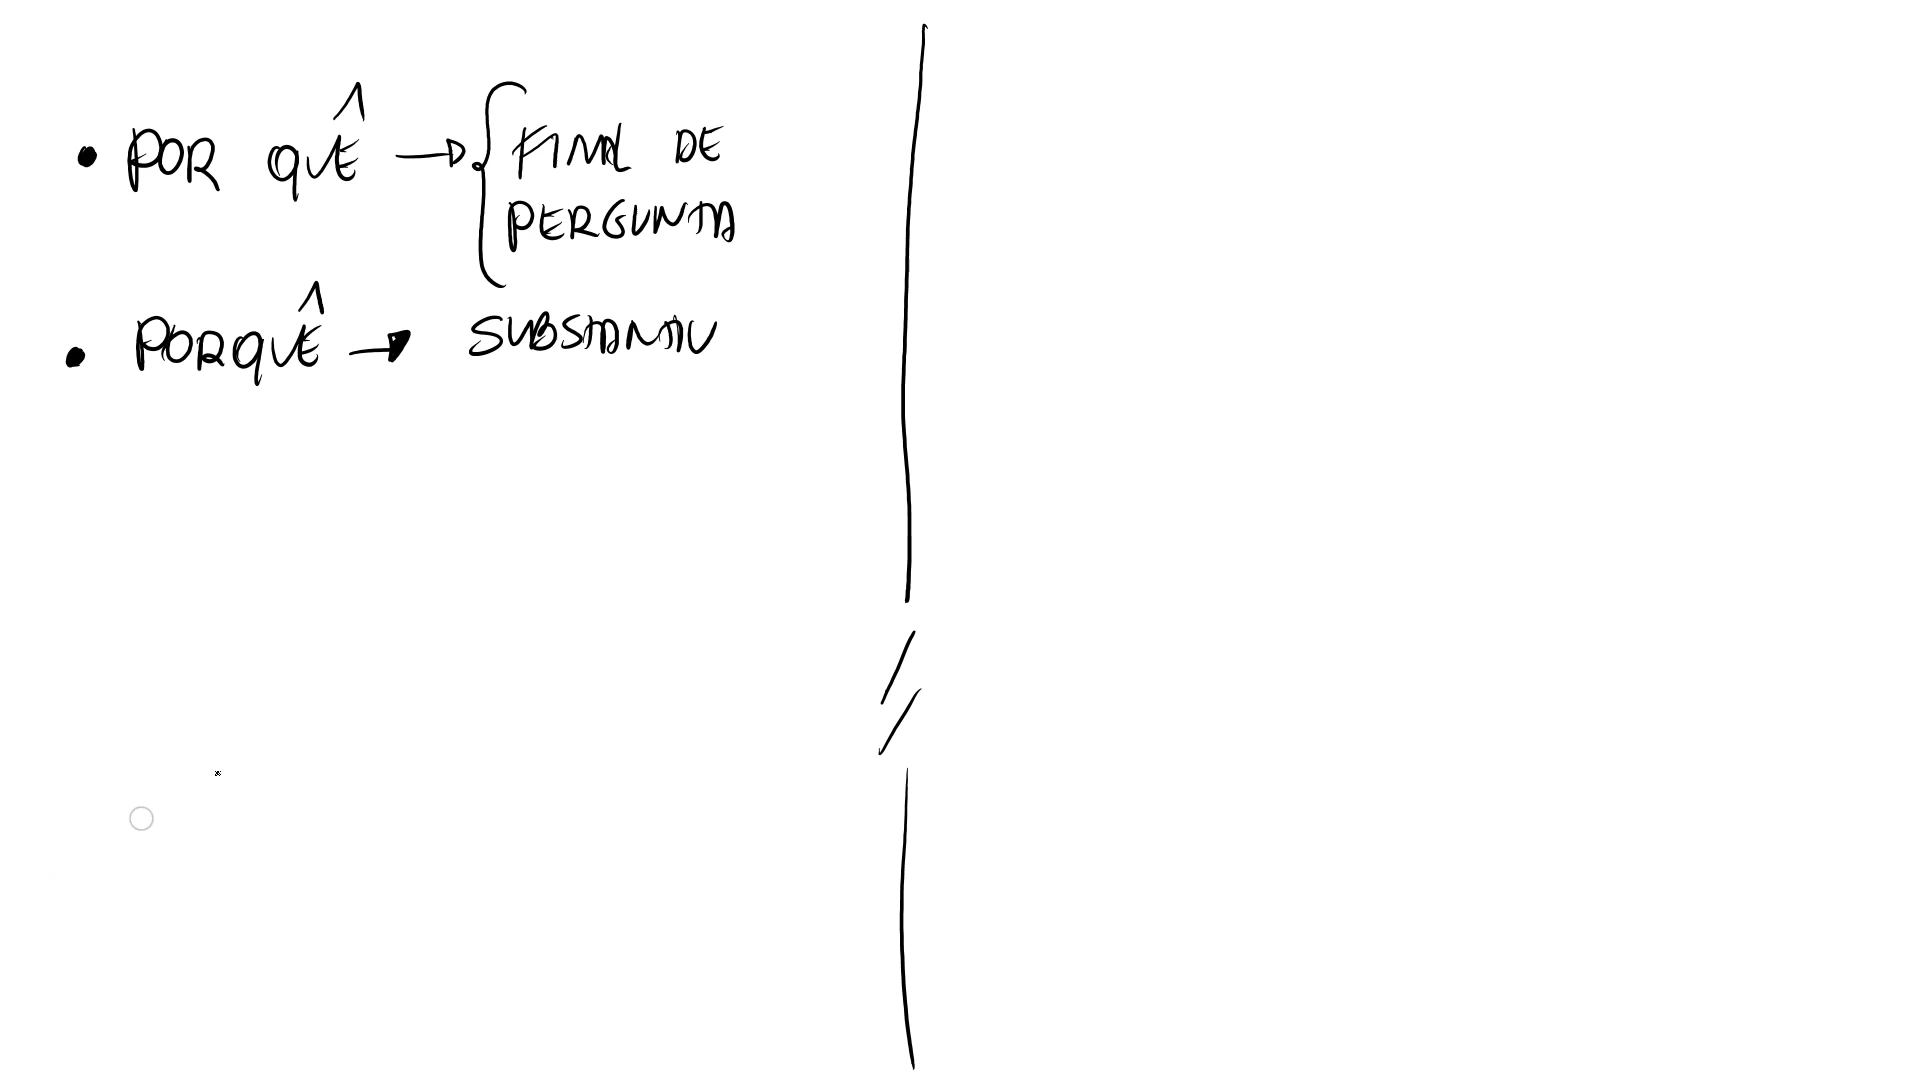 • POR QUÊ → { FINAL DE
PERGUNTA
• PORQUÊ → SUBSTANTIV